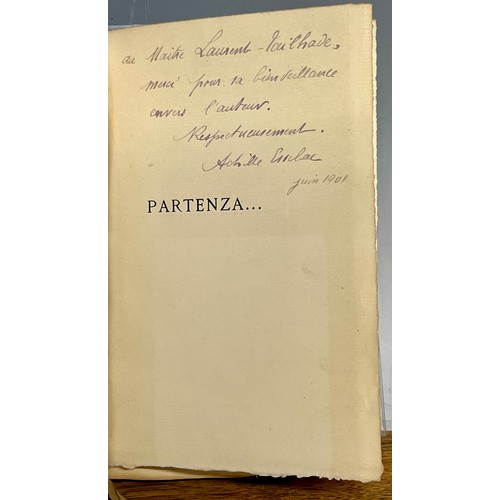 au Maître Laurent-Tailhade,
merci pour sa bienveillance
envers l'auteur.
Respectueusement.
Achille Essebac
juin 1901
PARTENZA...